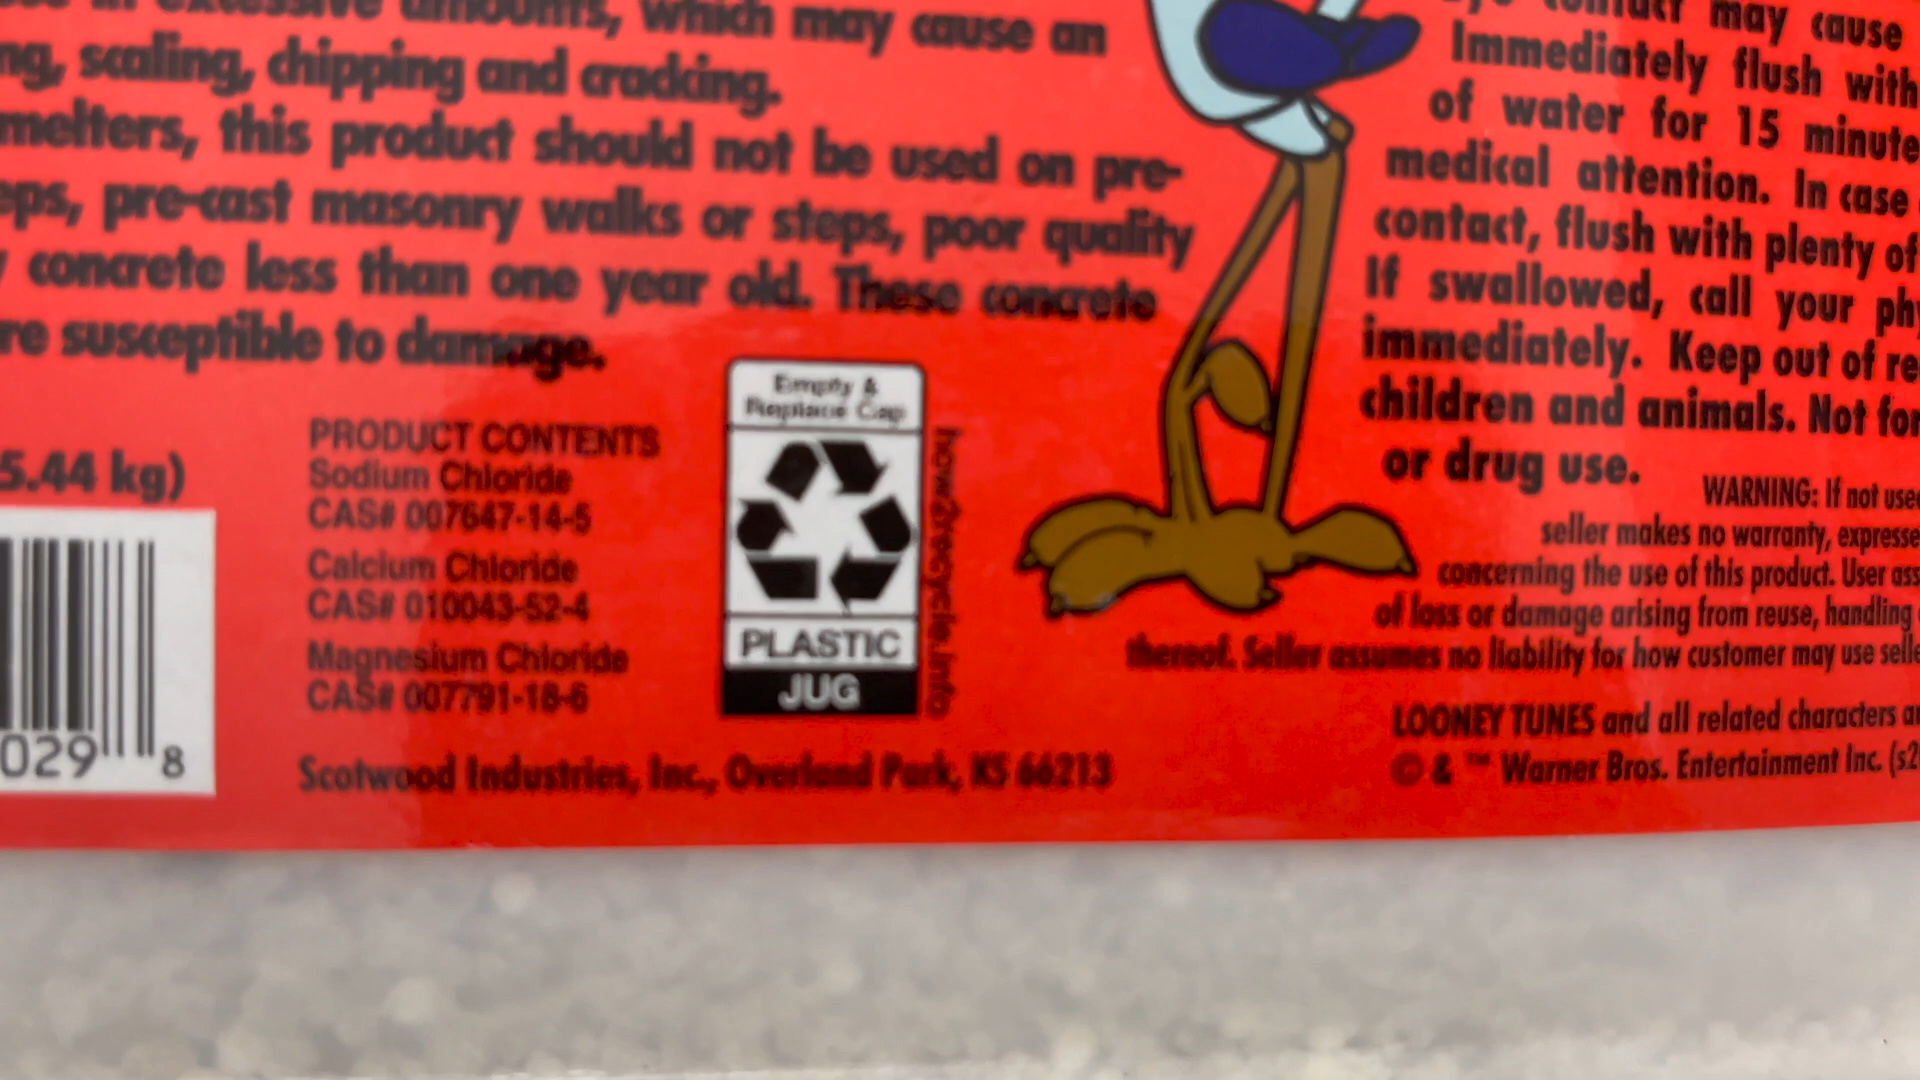 in excessive amounts, which may cause an
ng, scaling, chipping and cracking.
melters, this product should not be used on pre-
eps, pre-cast masonry walks or steps, poor quality
concrete less than one year old. These concrete
re susceptible to damage.
5.44 kg)
029 8
PRODUCT CONTENTS
Sodium Chloride
CAS# 007647-14-5
Calcium Chloride
CAS# 010043-52-4
Magnesium Chloride
CAS# 007791-18-6
Empty &
Replace Cap
PLASTIC
JUG
how2recycle.info
Scotwood Industries, Inc., Overland Park, KS 66213
contact may cause
Immediately flush with
of water for 15 minute
medical attention. In case
contact, flush with plenty of
If swallowed, call your phy
immediately. Keep out of re
children and animals. Not for
or drug use.
WARNING: If not used
seller makes no warranty, expresse
concerning the use of this product. User ass
of loss or damage arising from reuse, handling
thereof. Seller assumes no liability for how customer may use selle
LOONEY TUNES and all related characters a
© & ™ Warner Bros. Entertainment Inc. (s2